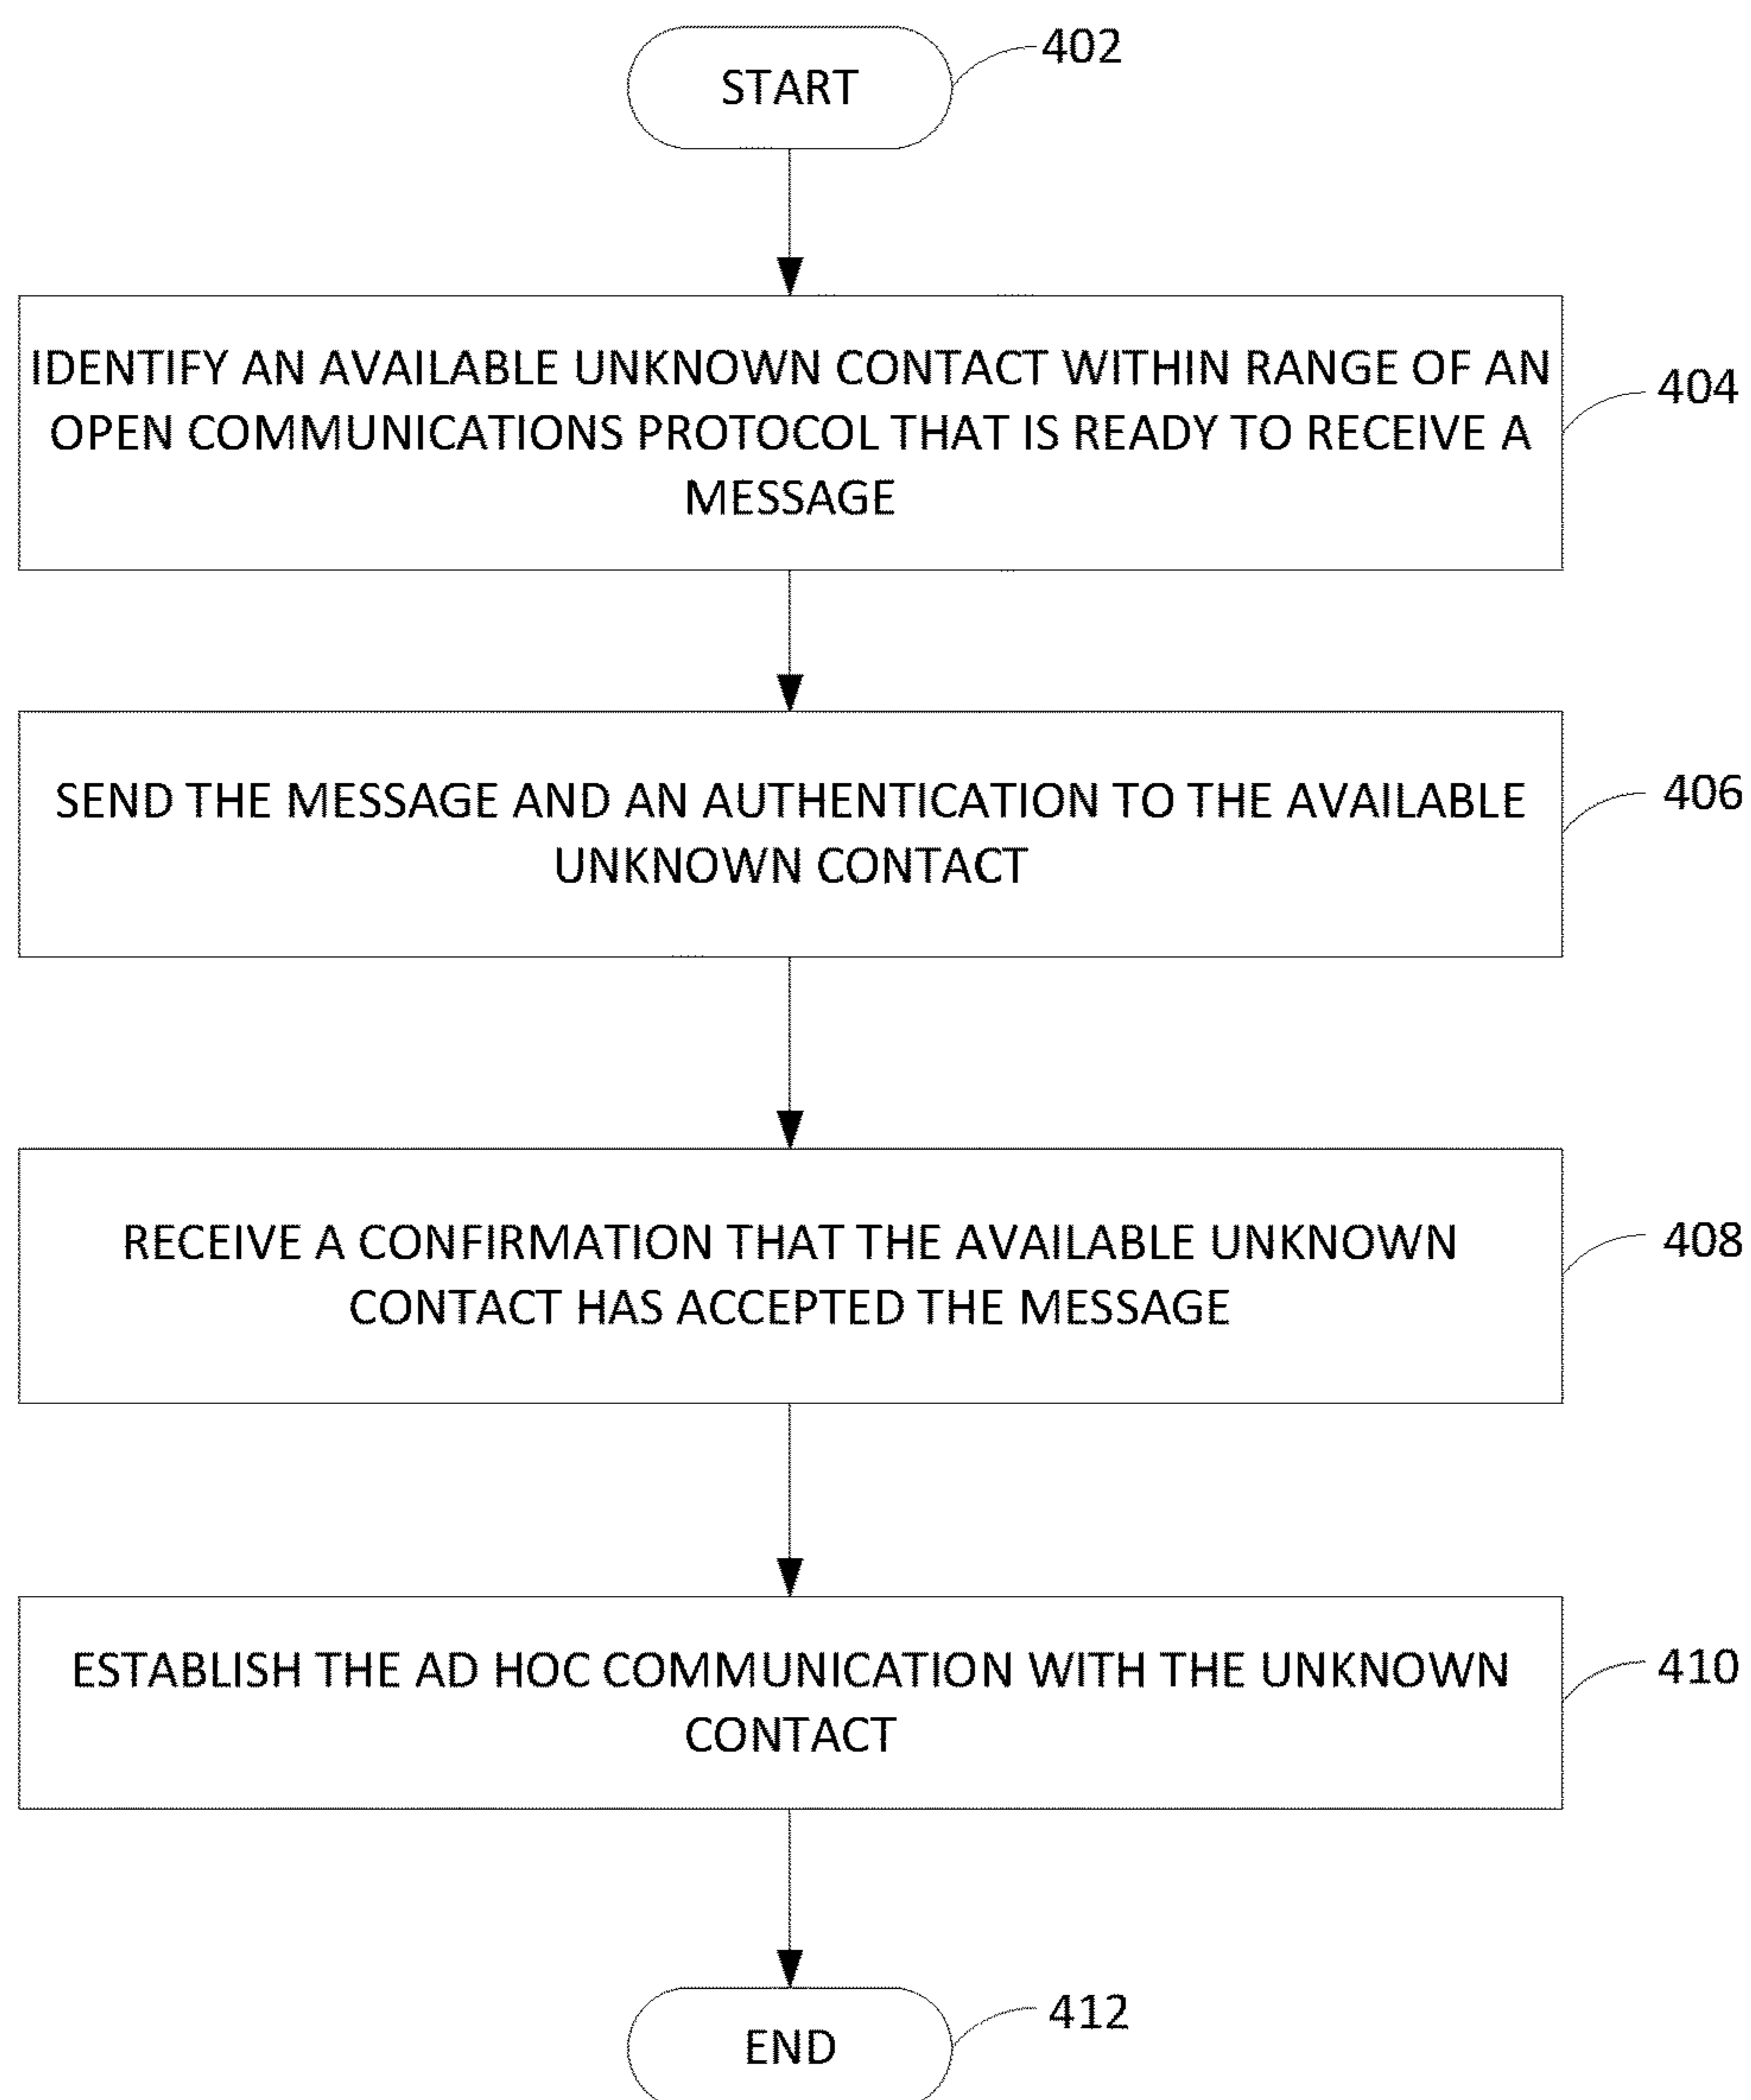 START
402
IDENTIFY AN AVAILABLE UNKNOWN CONTACT WITHIN RANGE OF AN
OPEN COMMUNICATIONS PROTOCOL THAT IS READY TO RECEIVE A
MESSAGE
404
SEND THE MESSAGE AND AN AUTHENTICATION TO THE AVAILABLE
UNKNOWN CONTACT
406
RECEIVE A CONFIRMATION THAT THE AVAILABLE UNKNOWN
CONTACT HAS ACCEPTED THE MESSAGE
408
ESTABLISH THE AD HOC COMMUNICATION WITH THE UNKNOWN
CONTACT
410
END
412